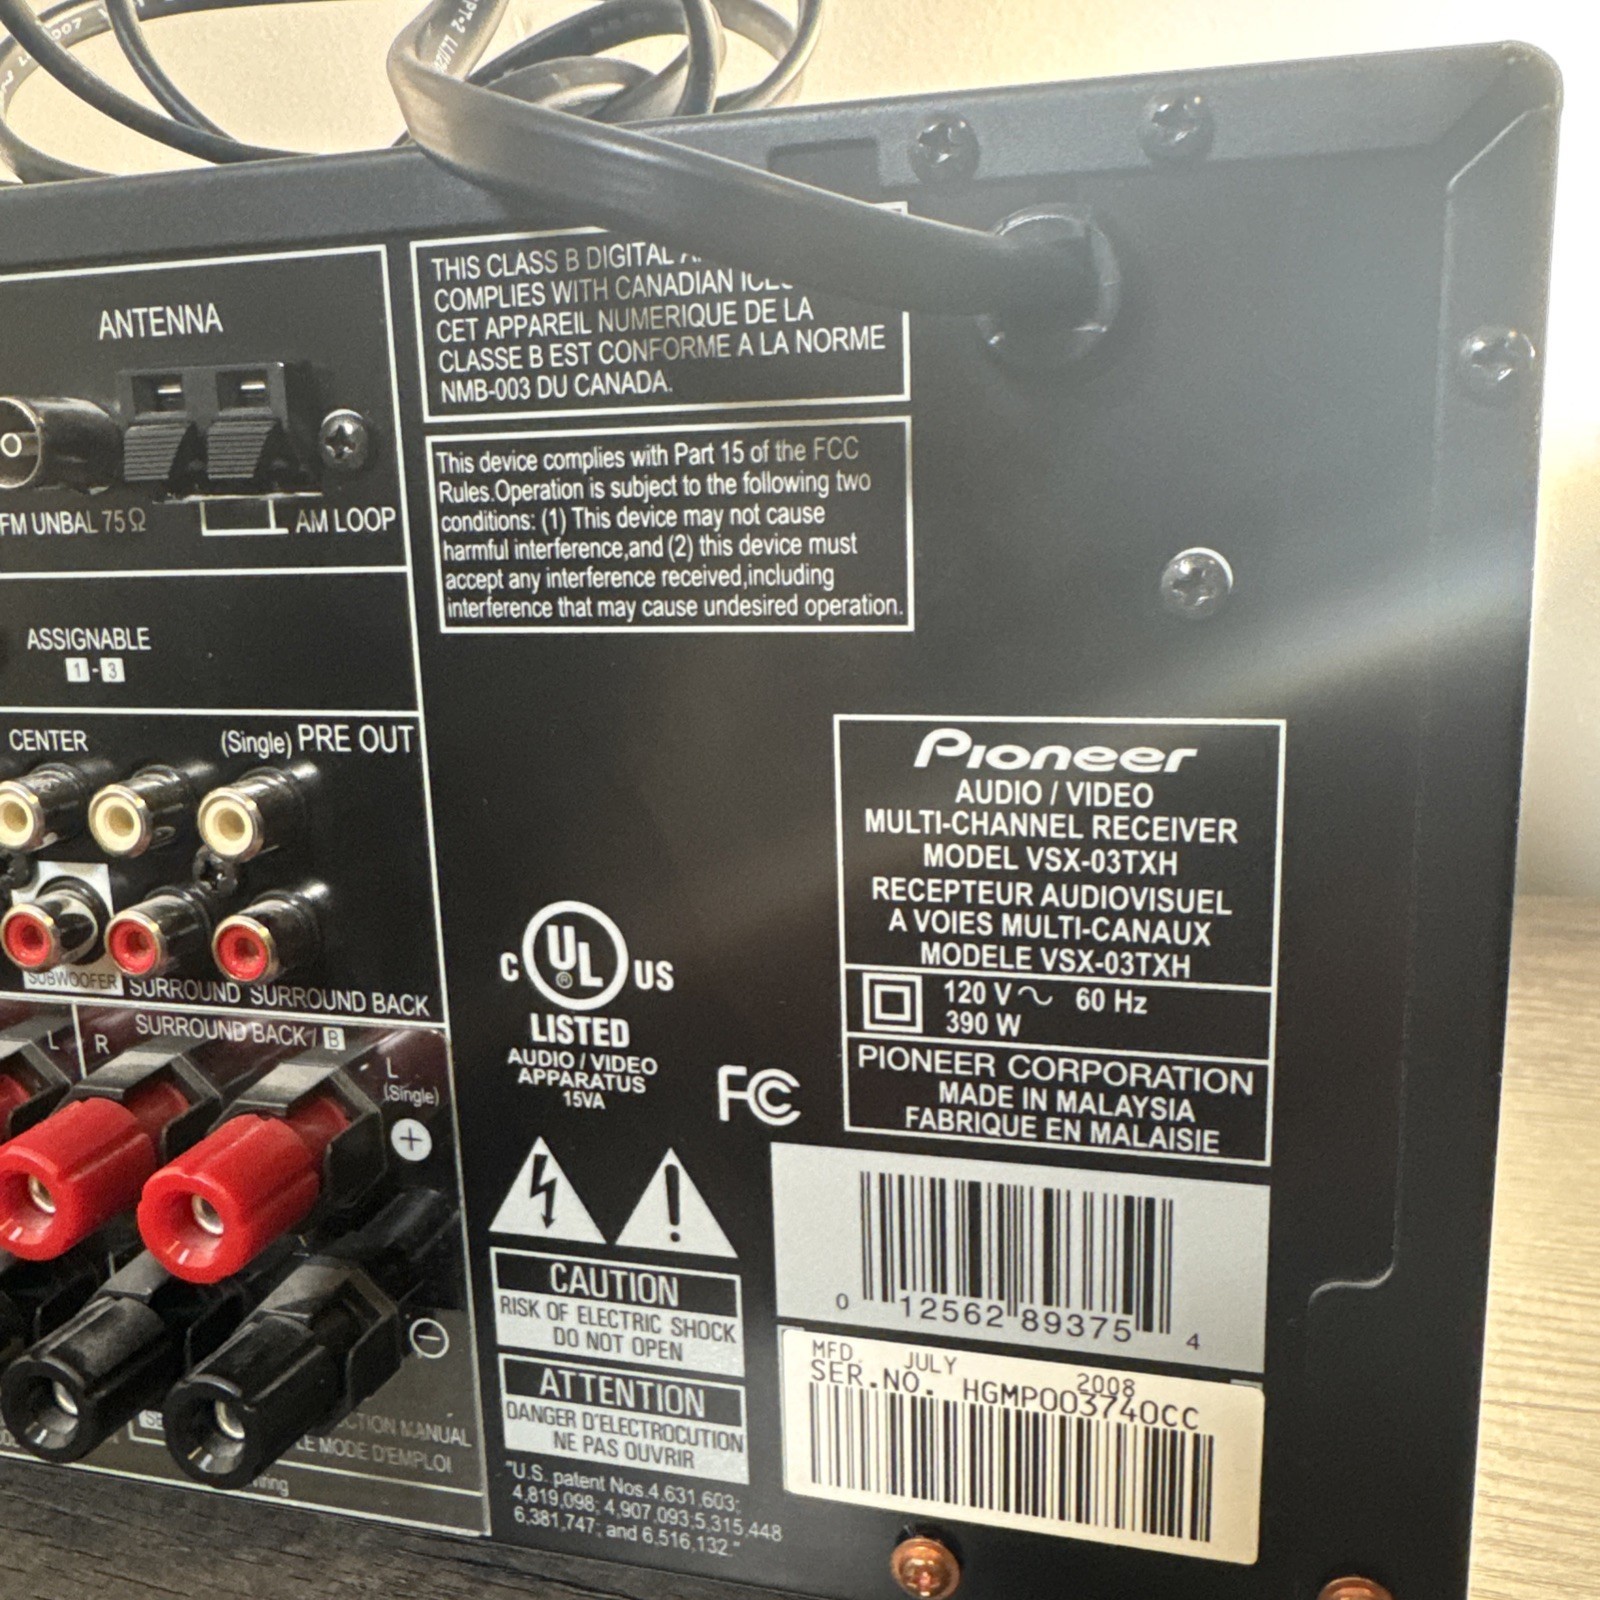 ANTENNA
FM UNBAL 75Ω
AM LOOP
ASSIGNABLE
1 - 3
CENTER
(Single) PRE OUT
SUBWOOFER
SURROUND
SURROUND BACK
SURROUND BACK / B
L
R
L
(Single)
+
−
CTION MANUAL
LE MODE D'EMPLOI
THIS CLASS B DIGITAL
COMPLIES WITH CANADIAN
CET APPAREIL NUMERIQUE DE LA
CLASSE B EST CONFORME A LA NORME
NMB-003 DU CANADA.
This device complies with Part 15 of the FCC
Rules.Operation is subject to the following two
conditions: (1) This device may not cause
harmful interference,and (2) this device must
accept any interference received,including
interference that may cause undesired operation.
Pioneer
AUDIO / VIDEO
MULTI-CHANNEL RECEIVER
MODEL VSX-03TXH
RECEPTEUR AUDIOVISUEL
A VOIES MULTI-CANAUX
MODELE VSX-03TXH
120 V ~ 60 Hz
390 W
PIONEER CORPORATION
MADE IN MALAYSIA
FABRIQUE EN MALAISIE
C UL ® US
LISTED
AUDIO / VIDEO
APPARATUS
15VA
FC
CAUTION
RISK OF ELECTRIC SHOCK
DO NOT OPEN
ATTENTION
DANGER D'ELECTROCUTION
NE PAS OUVRIR
"U.S. patent Nos.4,631,603;
4,819,098; 4,907,093;5,315,448
6,381,747; and 6,516,132."
0 12562 89375 4
MFD. JULY 2008
SER.NO. HGMP003740CC